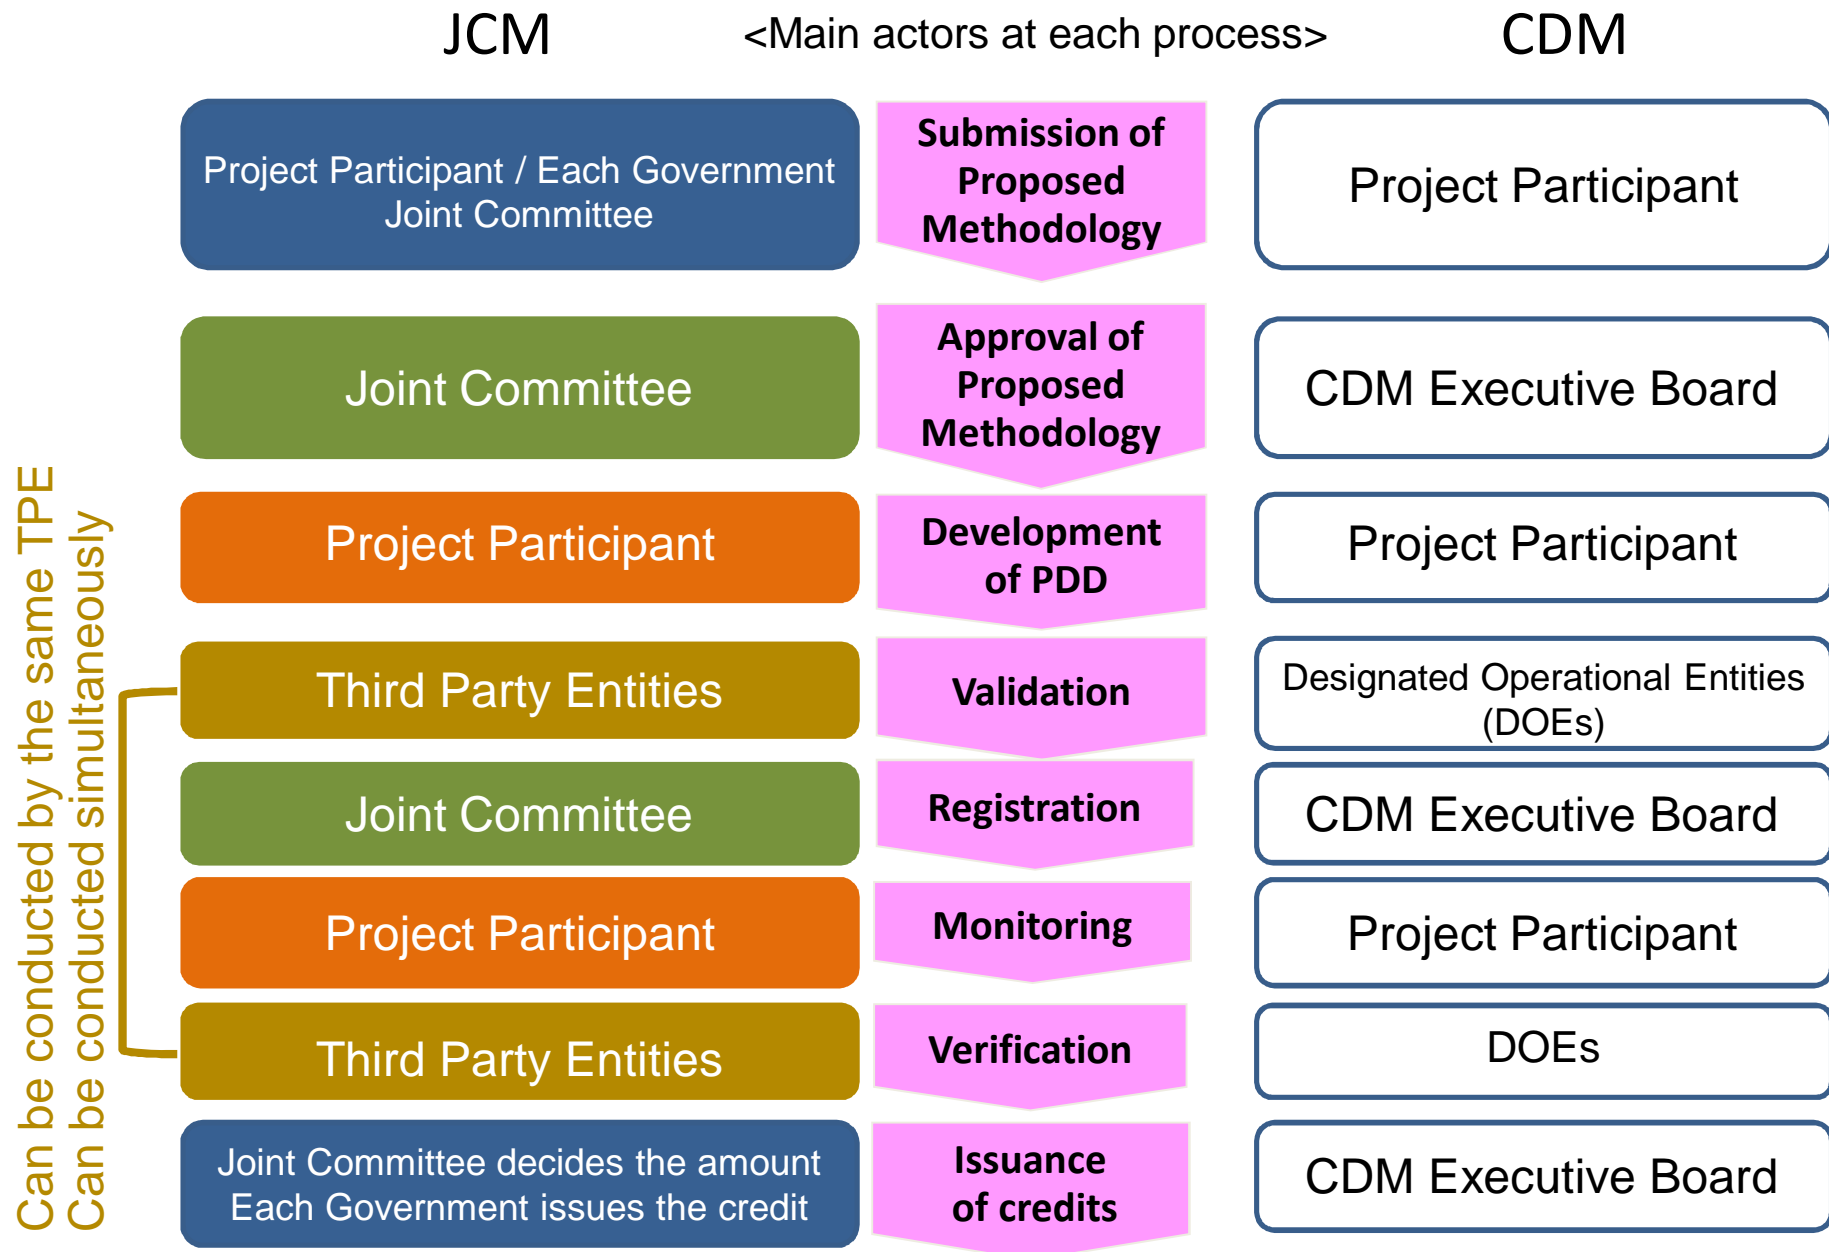 JCM
<Main actors at each process>
CDM
Project Participant / Each Government
Joint Committee
Submission of
Proposed
Methodology
Project Participant
Joint Committee
Approval of
Proposed
Methodology
CDM Executive Board
Project Participant
Development
of PDD
Project Participant
Third Party Entities
Validation
Designated Operational Entities
(DOEs)
Joint Committee
Registration
CDM Executive Board
Project Participant
Monitoring
Project Participant
Third Party Entities
Verification
DOEs
Joint Committee decides the amount
Each Government issues the credit
Issuance
of credits
CDM Executive Board
Can be conducted by the same TPE
Can be conducted simultaneously